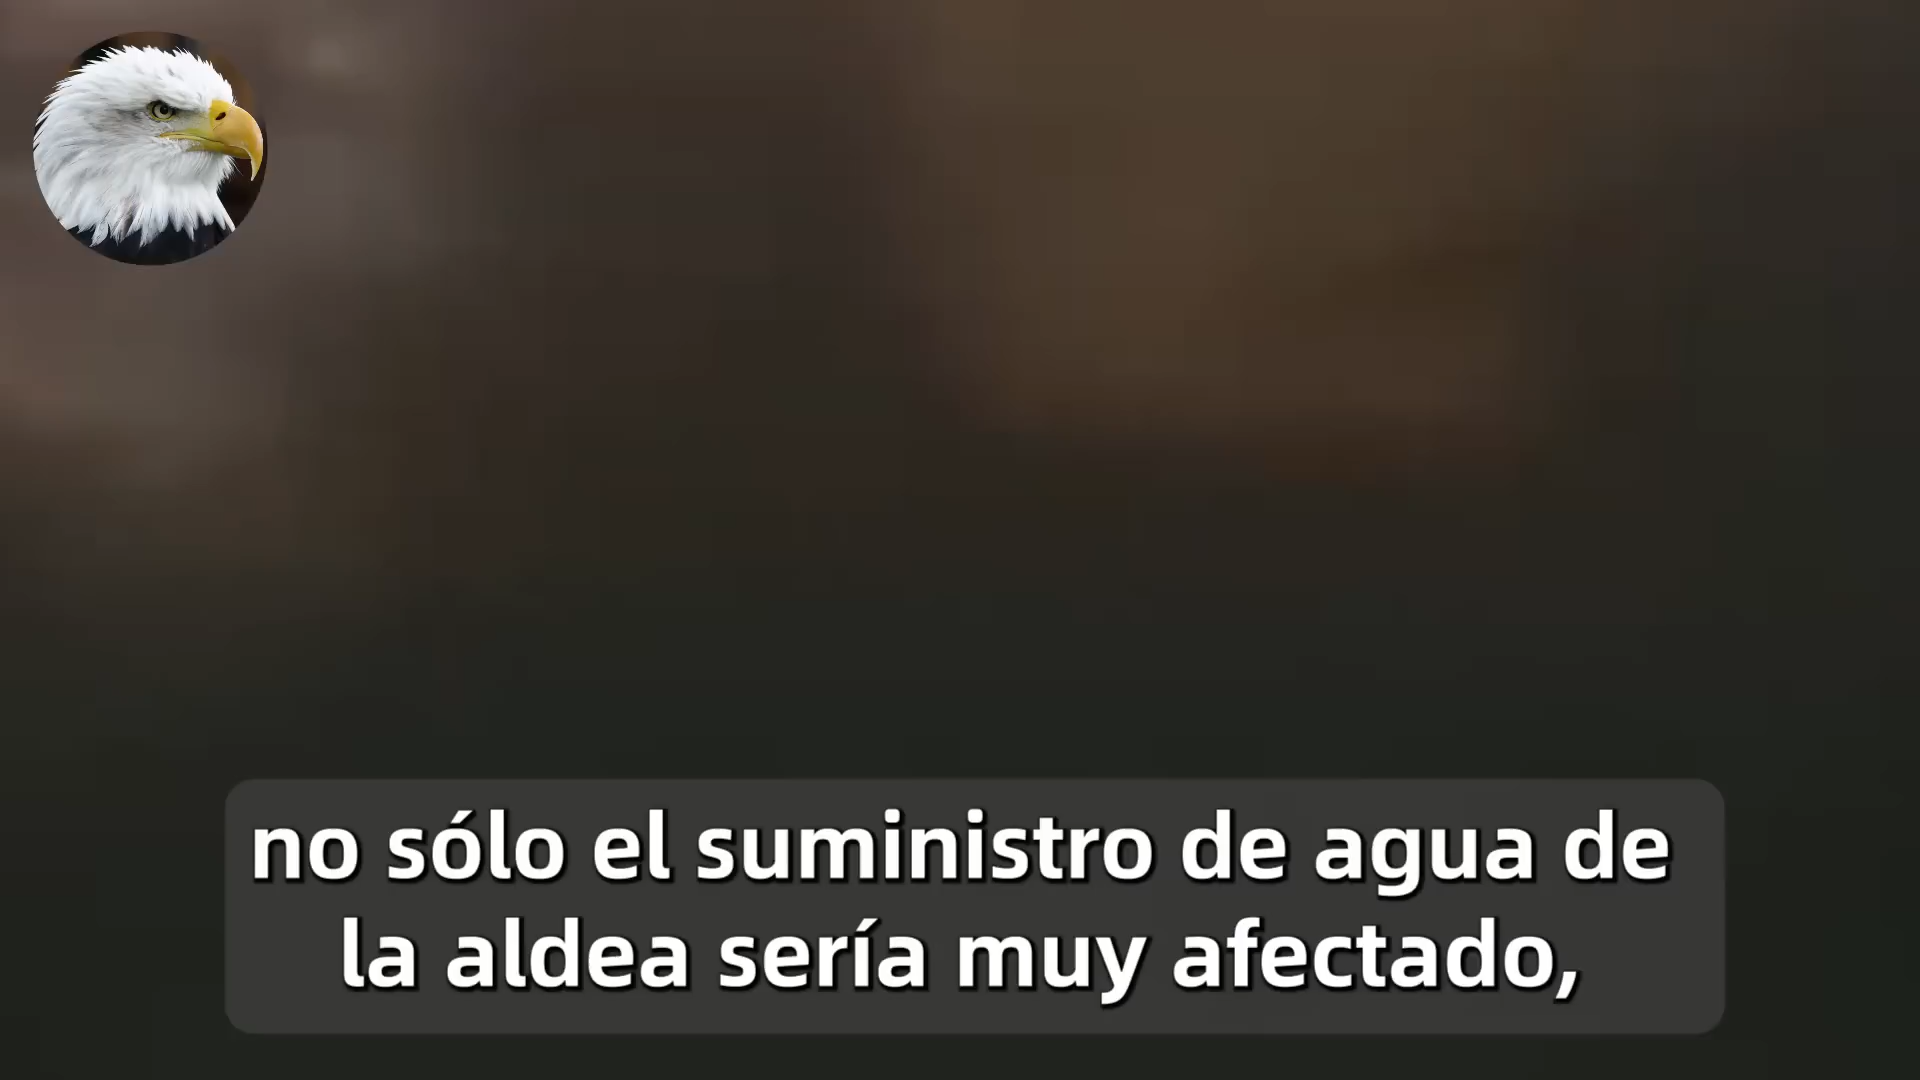 no sólo el suministro de agua de
la aldea sería muy afectado,